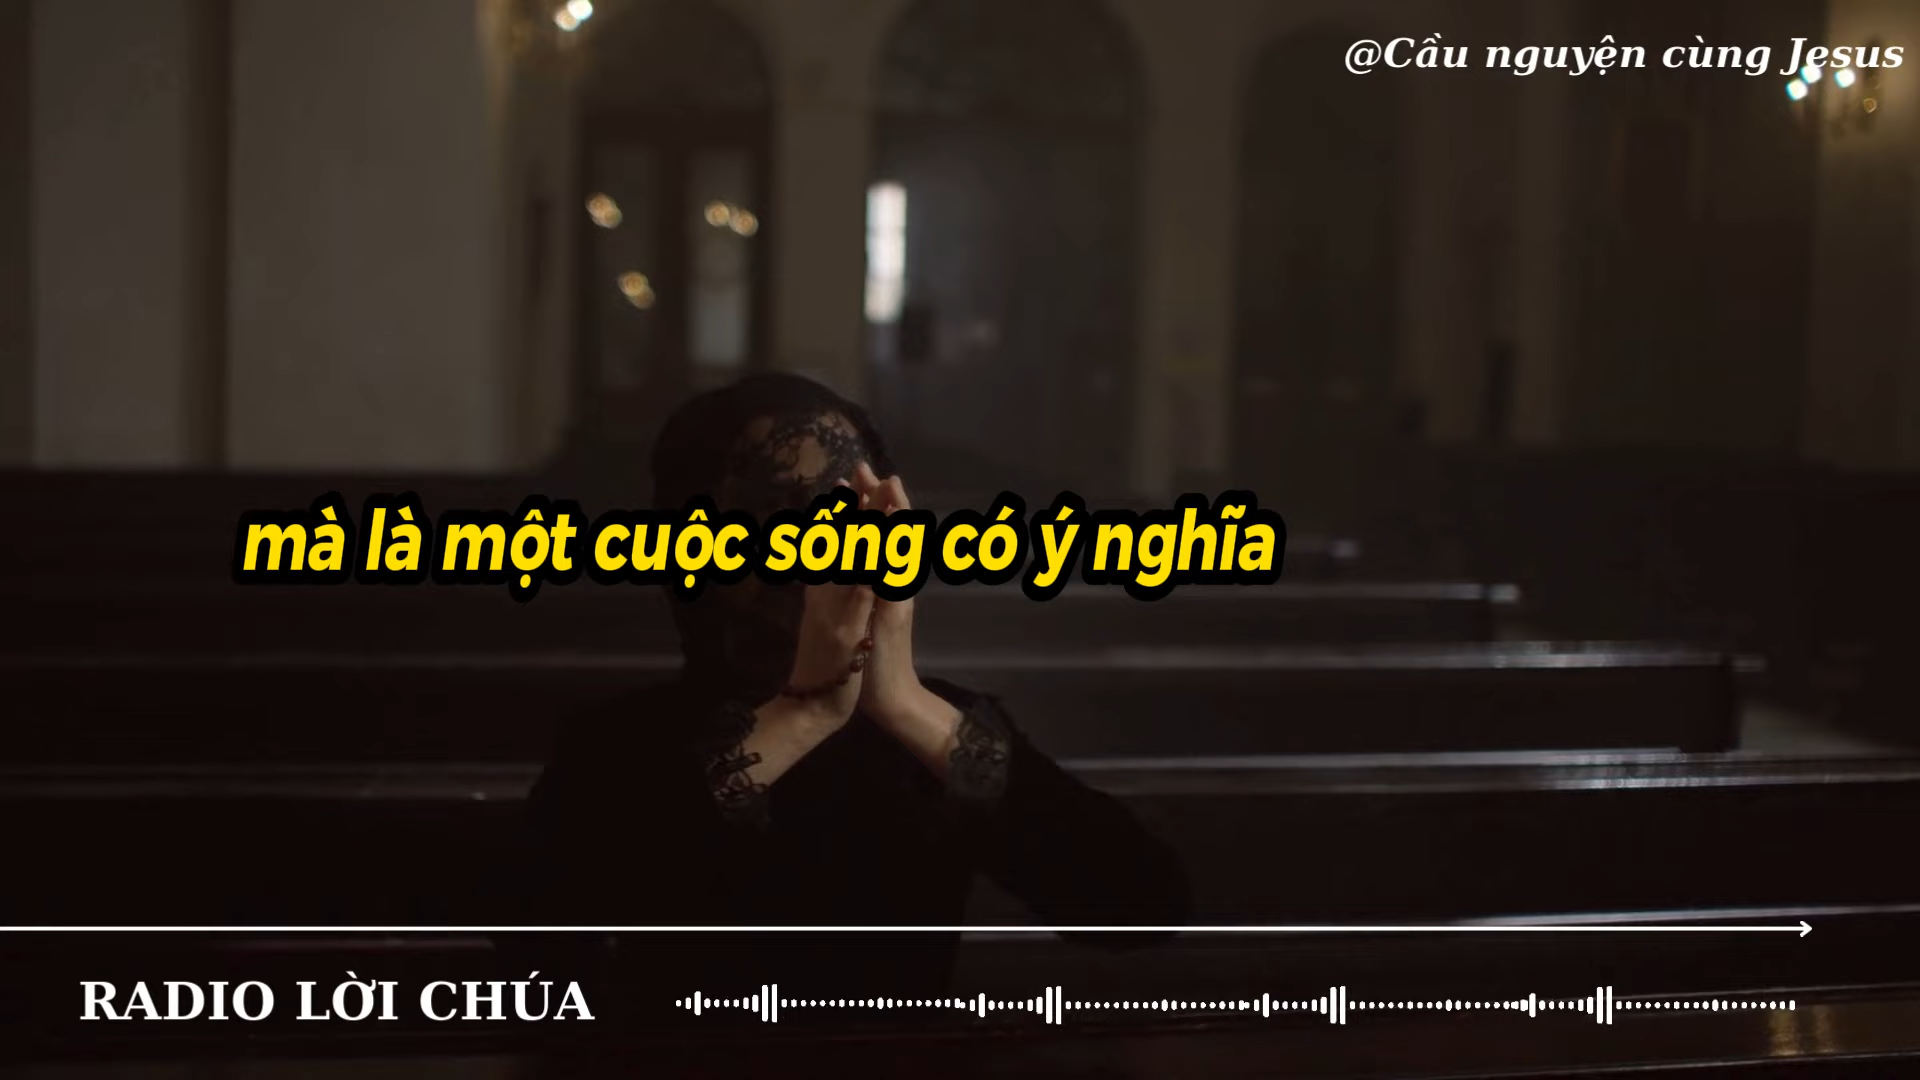 @Cầu nguyện cùng Jesus
mà là một cuộc sống có ý nghĩa
RADIO LỜI CHÚA